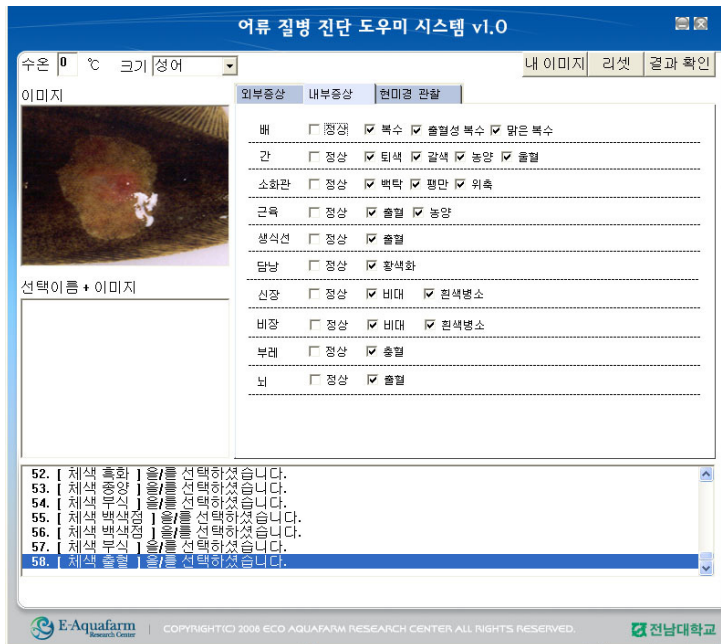 어류 질병 진단 도우미 시스템 v1.0
수온 0 ℃ 크기 성어 내 이미지 리셋 결과 확인
이미지
외부증상 내부증상 현미경 관찰
배 정상 복수 출혈성 복수 맑은 복수
간 정상 퇴색 갈색 농양 울혈
소화관 정상 백탁 팽만 위축
근육 정상 출혈 농양
생식선 정상 출혈
담낭 정상 황색화
신장 정상 비대 흰색병소
비장 정상 비대 흰색병소
부레 정상 충혈
뇌 정상 출혈
선택이름 + 이미지
52. [ 체색 흑화 ] 을/를 선택하셨습니다.
53. [ 체색 종양 ] 을/를 선택하셨습니다.
54. [ 체색 부식 ] 을/를 선택하셨습니다.
55. [ 체색 백색점 ] 을/를 선택하셨습니다.
56. [ 체색 백색점 ] 을/를 선택하셨습니다.
57. [ 체색 부식 ] 을/를 선택하셨습니다.
58. [ 체색 출혈 ] 을/를 선택하셨습니다.
E-Aquafarm
Research Center
COPYRIGHT(C) 2006 ECO AQUAFARM RESEARCH CENTER ALL RIGHTS RESERVED.
전남대학교